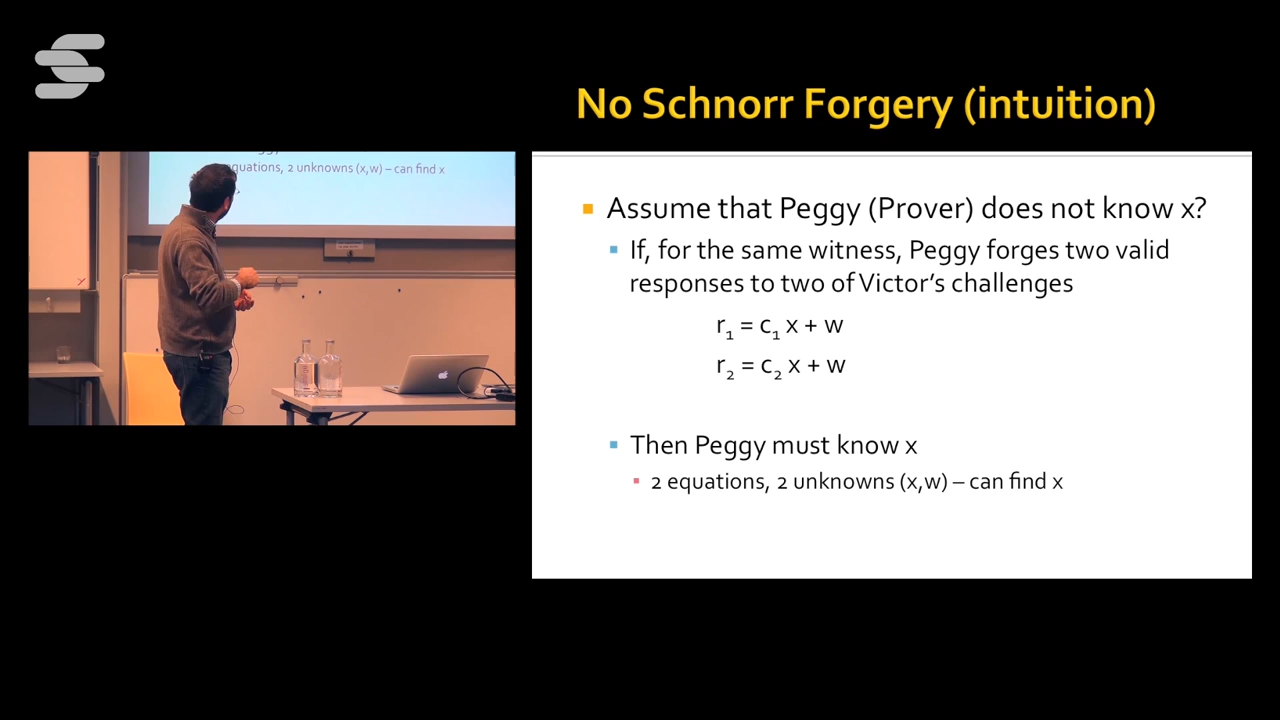 No Schnorr Forgery (intuition)
quations, 2 unknowns (x,w) – can find x
Assume that Peggy (Prover) does not know x?
If, for the same witness, Peggy forges two valid
responses to two of Victor's challenges
r₁ = c₁ x + w
r₂ = c₂ x + w
Then Peggy must know x
2 equations, 2 unknowns (x,w) – can find x